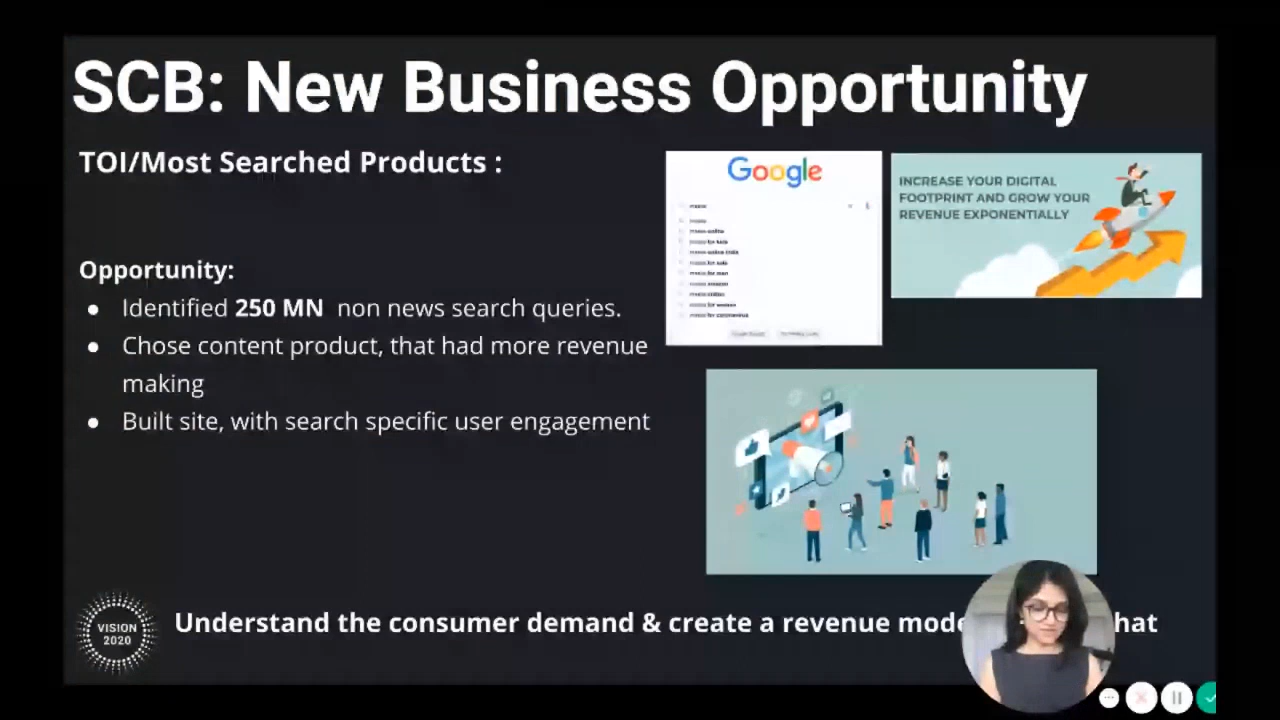 SCB: New Business Opportunity
TOI/Most Searched Products :
Google
INCREASE YOUR DIGITAL
FOOTPRINT AND GROW YOUR
REVENUE EXPONENTIALLY
Opportunity:
Identified 250 MN non news search queries.
Chose content product, that had more revenue
making
Built site, with search specific user engagement
VISION
2020
Understand the consumer demand & create a revenue